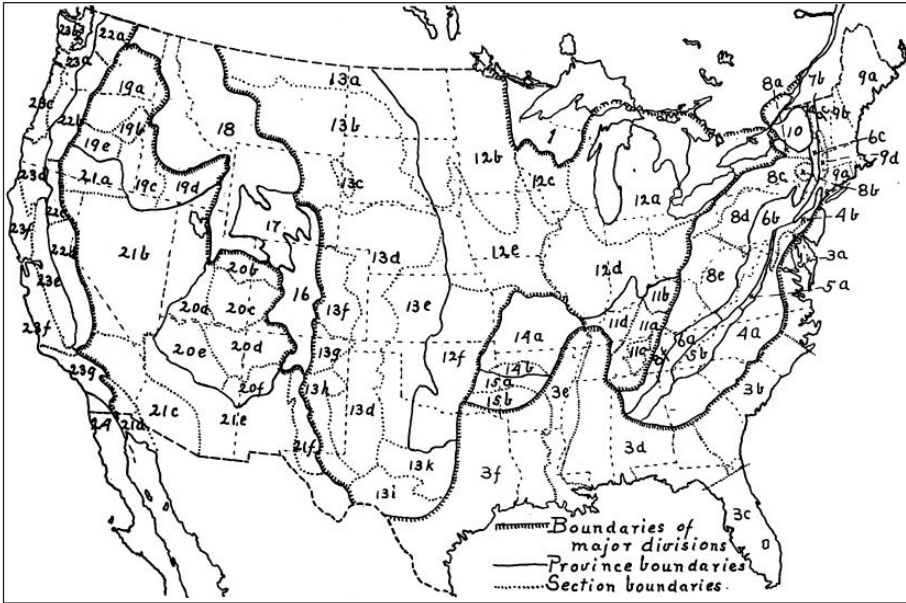 23b
22a
23a
7b
8a
9a
19a
13a
9b
23c
10
22b
19b
18
13b
1
6c
19e
12b
9d
21a
19c
19d
13c
12c
8c
9a
23d
12a
8b
22c
8d
6b
4b
23f
17
22d
21b
13d
12e
3a
20b
12d
8e
23e
11b
5a
20a
20c
16
13f
13e
11d
11a
4a
23f
14a
6a
20e
20d
13g
12f
11c
5b
23g
14b
20f
13h
15a
3e
3b
21c
13d
15b
24
21d
21e
21f
13k
3f
3d
13i
3c
Boundaries of
major divisions
Province boundaries
Section boundaries.